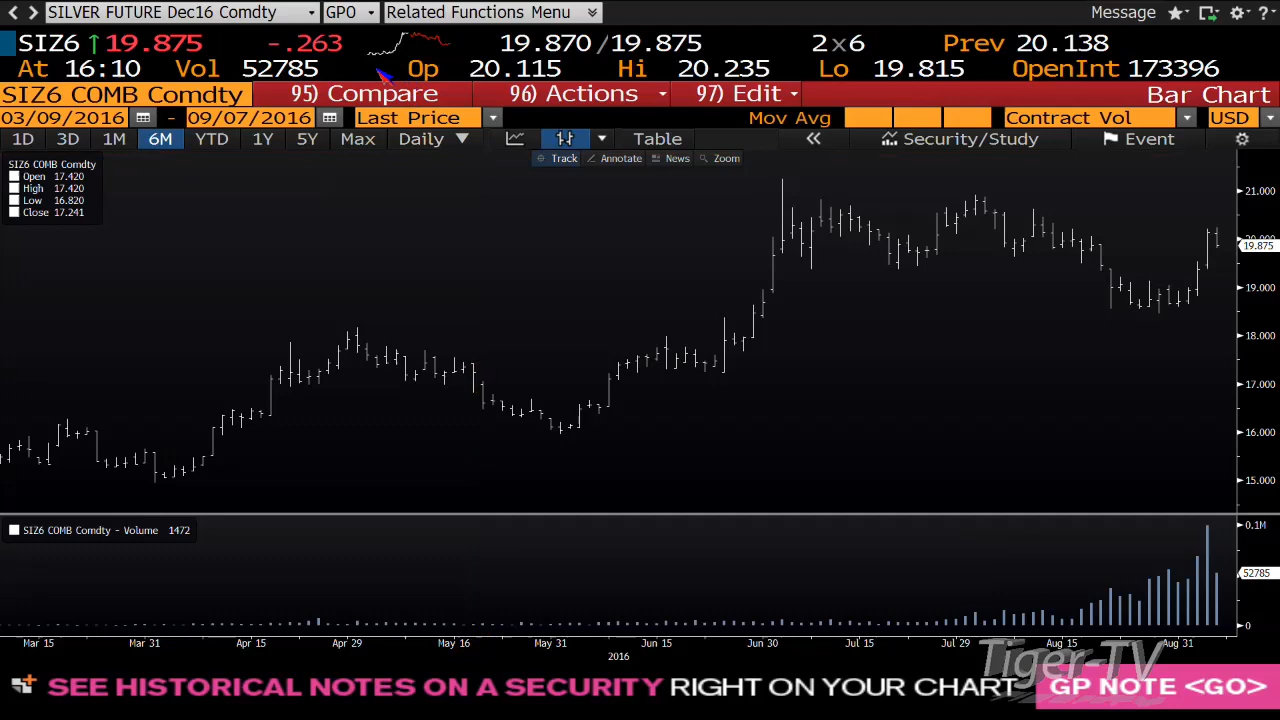 SILVER FUTURE Dec16 Comdty GPO Related Functions Menu Message ?
SIZ6 ↑19.875 -.263 19.870/19.875 2×6 Prev 20.138
At 16:10 Vol 52785 Op 20.115 Hi 20.235 Lo 19.815 OpenInt 173396
SIZ6 COMB Comdty 95) Compare 96) Actions 97) Edit Bar Chart
03/09/2016 - 09/07/2016 Last Price Mov Avg Contract Vol USD
1D 3D 1M 6M YTD 1Y 5Y Max Daily ▼ Table « Security/Study Event
Track Annotate News Zoom
SIZ6 COMB Comdty
Open 17.420
High 17.420
Low 16.820
Close 17.241
21.000
20.000
19.875
19.000
18.000
17.000
16.000
15.000
SIZ6 COMB Comdty - Volume 1472
0.1M
52785
0
Mar 15 Mar 31 Apr 15 Apr 29 May 16 May 31 Jun 15 Jun 30 Jul 15 Jul 29 Aug 15 Aug 31
2016
Tiger-TV
SEE HISTORICAL NOTES ON A SECURITY RIGHT ON YOUR CHART GP NOTE <GO>